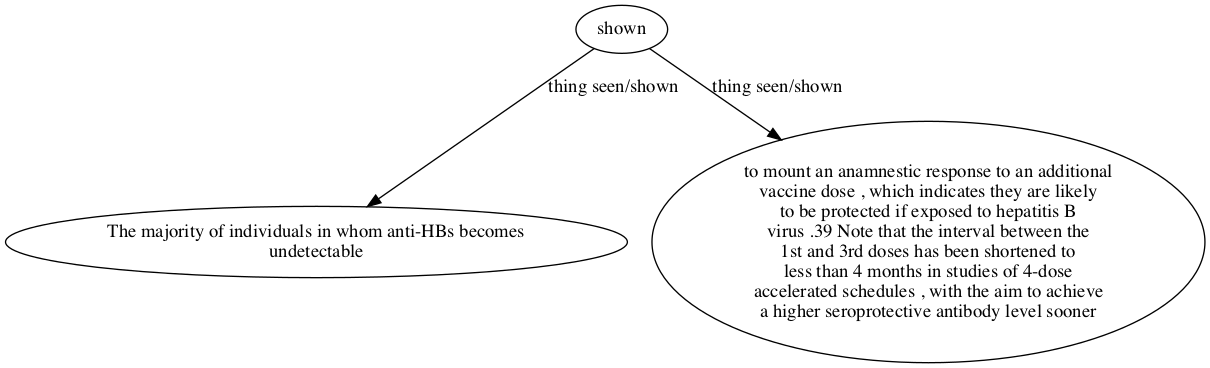 shown
thing seen/shown
thing seen/shown
The majority of individuals in whom anti-HBs becomes
undetectable
to mount an anamnestic response to an additional
vaccine dose , which indicates they are likely
to be protected if exposed to hepatitis B
virus .39 Note that the interval between the
1st and 3rd doses has been shortened to
less than 4 months in studies of 4-dose
accelerated schedules , with the aim to achieve
a higher seroprotective antibody level sooner